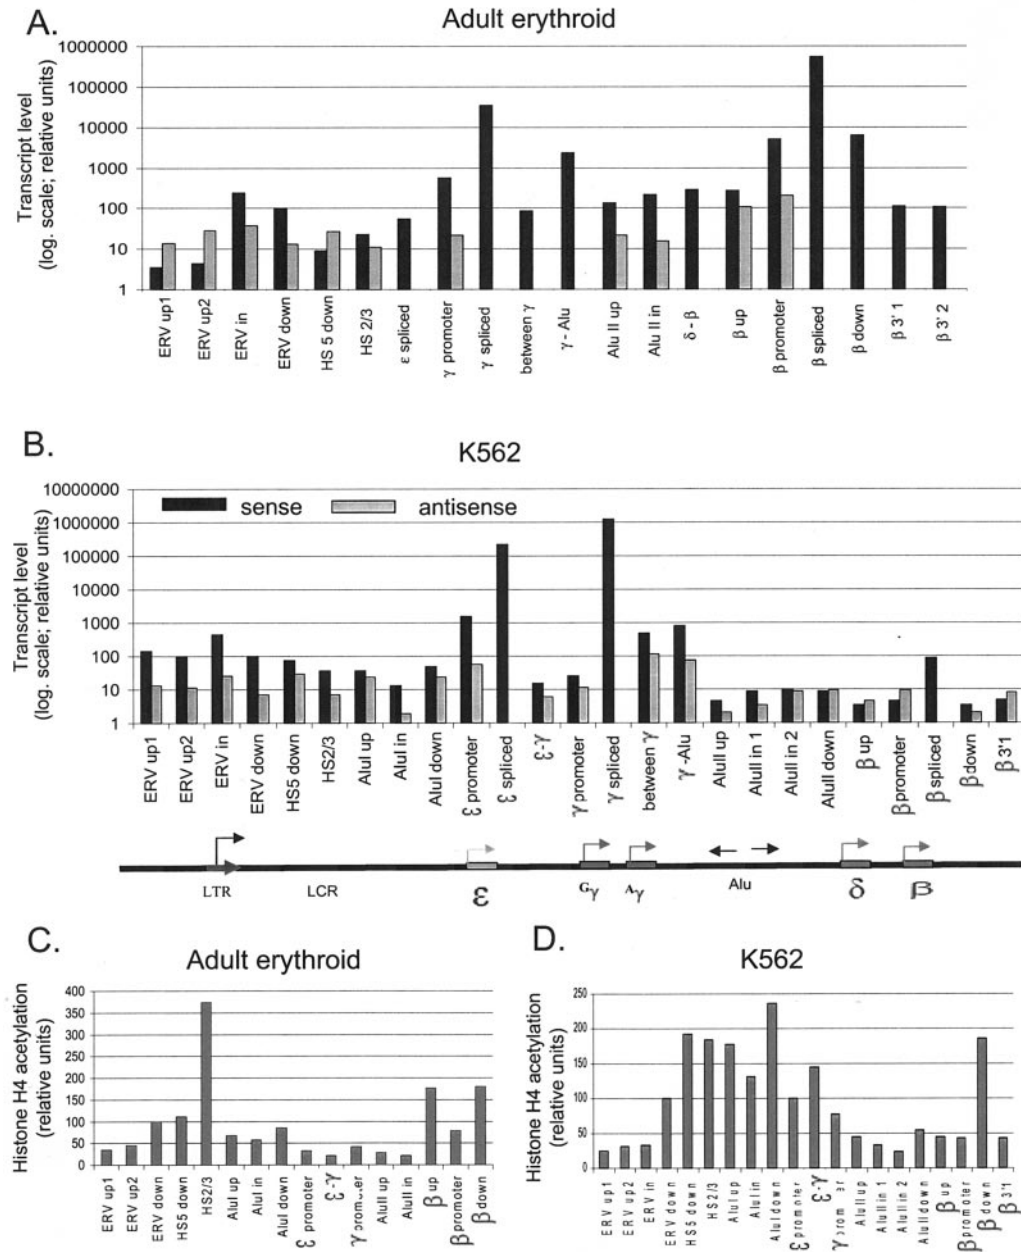 A.
Adult erythroid
Transcript level
(log. scale; relative units)
1000000
100000
10000
1000
100
10
1
ERV up1
ERV up2
ERV in
ERV down
HS 5 down
HS 2/3
ε spliced
γ promoter
γ spliced
between γ
γ - Alu
Alu II up
Alu II in
δ - β
β up
β promoter
β spliced
β down
β 3' 1
β 3' 2
B.
K562
Transcript level
(log. scale; relative units)
10000000
1000000
100000
10000
1000
100
10
1
sense
antisense
ERV up1
ERV up2
ERV in
ERV down
HS5 down
HS2/3
AluI up
AluI in
AluI down
ε promoter
ε spliced
ε-γ
γ promoter
γ spliced
between γ
γ -Alu
AluII up
AluII in 1
AluII in 2
AluII down
β up
β promoter
β spliced
β down
β 3'1
LTR
LCR
ε
Gγ
Aγ
Alu
δ
β
C.
Adult erythroid
Histone H4 acetylation
(relative units)
400
350
300
250
200
150
100
50
0
ERV up1
ERV up2
ERV down
HS5 down
HS2/3
AluI up
AluI in
AluI down
ε promoter
ε-γ
γ promoter
AluII up
AluII in
β up
β promoter
β down
D.
K562
Histone H4 acetylation
(relative units)
250
200
150
100
50
0
ERV up1
ERV up2
ERV in
ERV down
HS5 down
HS2/3
AluI up
AluI in
AluI down
ε promoter
ε-γ
γ promoter
AluII up
AluII in 1
AluII in 2
AluII down
β up
β promoter
β down
β 3'1